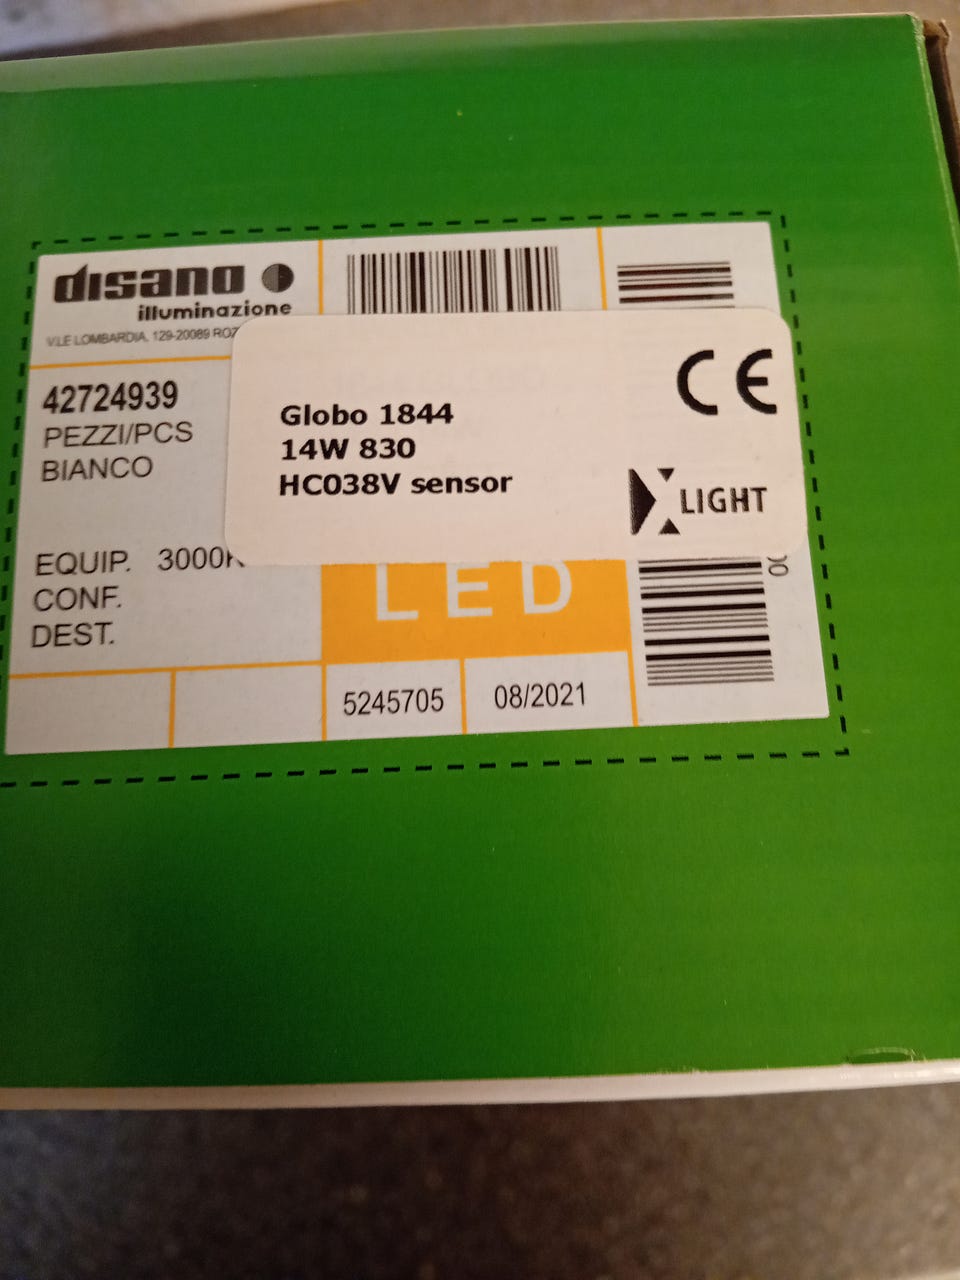 disano
illuminazione
V.LE LOMBARDIA, 129-20089
42724939
PEZZI/PCS
BIANCO
Globo 1844
14W 830
HC038V sensor
CE
LIGHT
EQUIP. 3000K
CONF.
DEST.
LED
5245705
08/2021